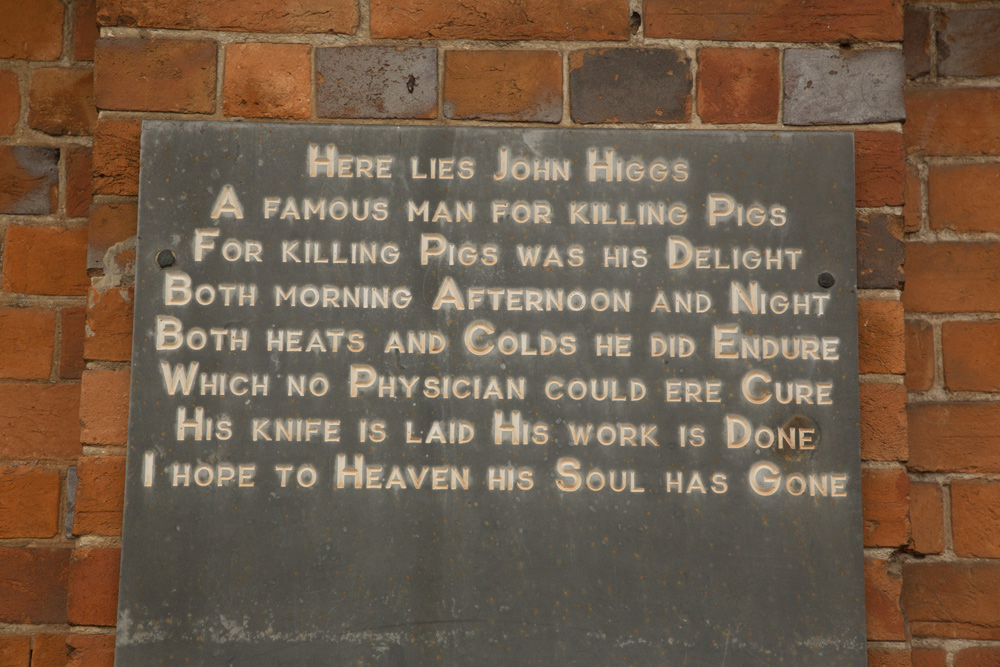 Here lies John Higgs
A famous man for killing Pigs
For killing Pigs was his Delight
Both morning Afternoon and Night
Both heats and Colds he did Endure
Which no Physician could ere Cure
His knife is laid His work is Done
I hope to Heaven his Soul has Gone